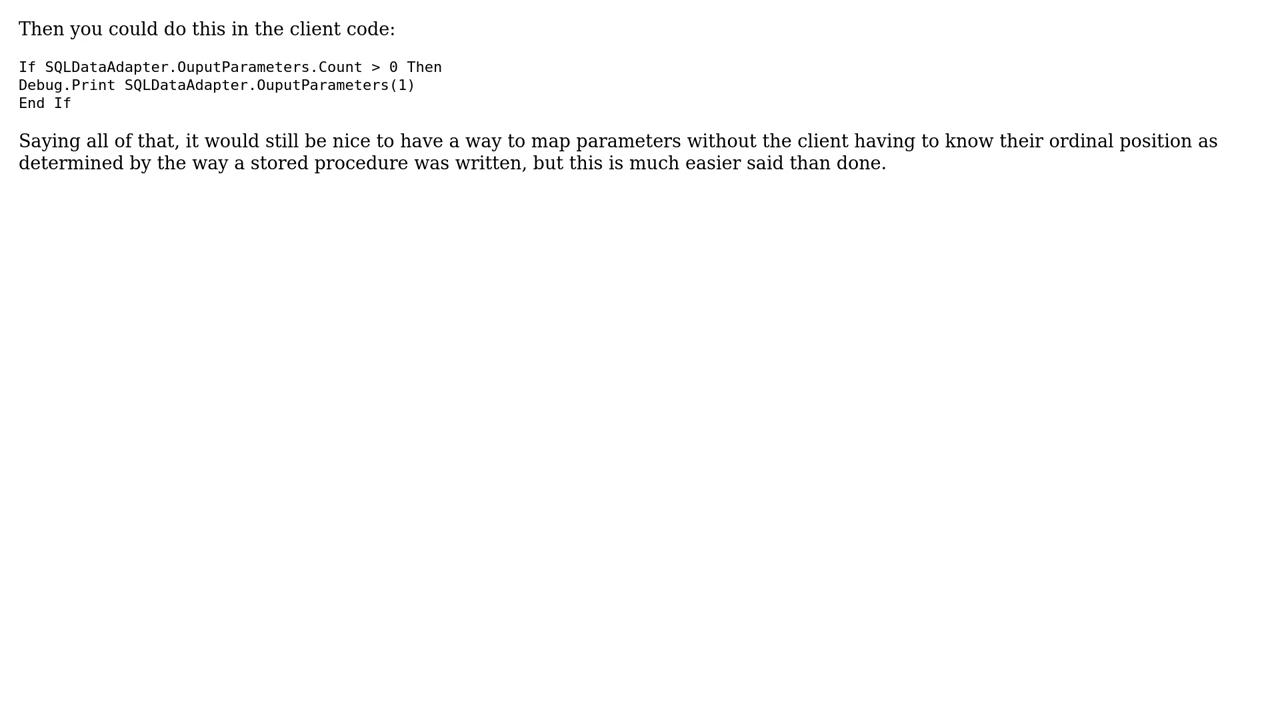 Then you could do this in the client code:
If SQLDataAdapter.OuputParameters.Count > 0 Then
Debug.Print SQLDataAdapter.OuputParameters(1)
End If
Saying all of that, it would still be nice to have a way to map parameters without the client having to know their ordinal position as
determined by the way a stored procedure was written, but this is much easier said than done.